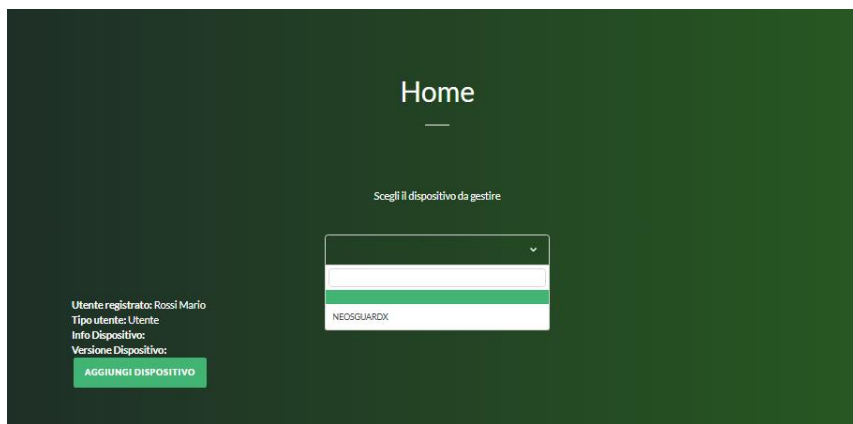 Home
Scegli il dispositivo da gestire
NEOSGUARDX
Utente registrato: Rossi Mario
Tipo utente: Utente
Info Dispositivo:
Versione Dispositivo:
AGGIUNGI DISPOSITIVO